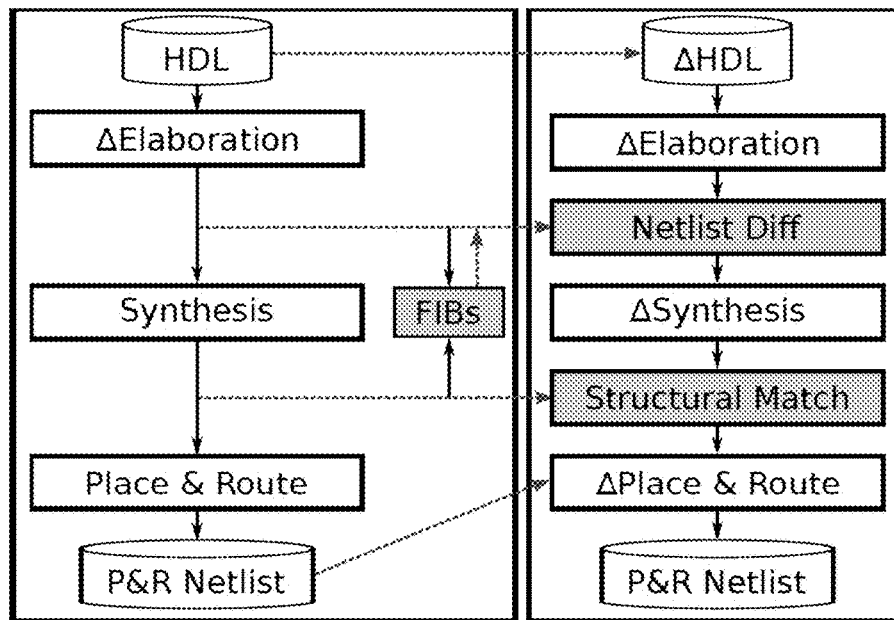 HDL
ΔElaboration
Synthesis
FIBs
Place & Route
P&R Netlist
ΔHDL
ΔElaboration
Netlist Diff
ΔSynthesis
Structural Match
ΔPlace & Route
P&R Netlist